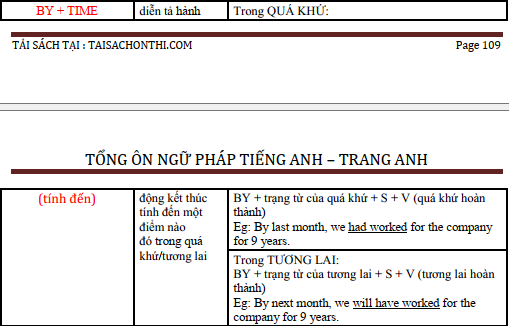 BY + TIME
diễn tả hành
Trong QUÁ KHỨ:
TẢI SÁCH TẠI : TAISACHONTHI.COM
Page 109
TỔNG ÔN NGỮ PHÁP TIẾNG ANH – TRANG ANH
(tính đến)
động kết thúc
tính đến một
điểm nào
đó trong quá
khứ/tương lai
BY + trạng từ của quá khứ + S + V (quá khứ hoàn
thành)
Eg: By last month, we had worked for the company
for 9 years.
Trong TƯƠNG LAI:
BY + trạng từ của tương lai + S + V (tương lai hoàn
thành)
Eg: By next month, we will have worked for the
company for 9 years.